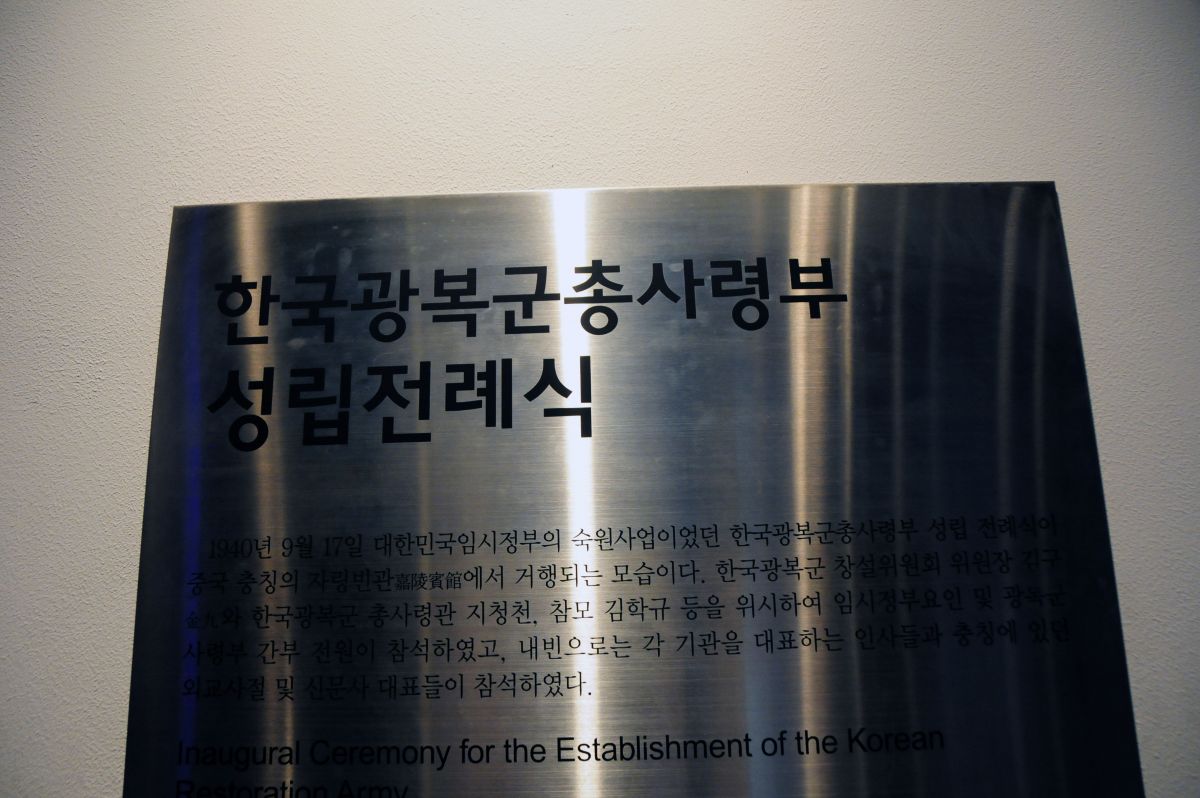 한국광복군총사령부
성립전례식
1940년 9월 17일 대한민국임시정부의 숙원사업이었던 한국광복군총사령부 성립 전례식이
중국 충칭의 자링빈관嘉陵賓館에서 거행되는 모습이다. 한국광복군 창설위원회 위원장 김구
金九와 한국광복군 총사령관 지청천, 참모 김학규 등을 위시하여 임시정부요인 및 광복군
사령부 간부 전원이 참석하였고, 내빈으로는 각 기관을 대표하는 인사들과 충칭에 있던
외교사절 및 신문사 대표들이 참석하였다.
Inaugural Ceremony for the Establishment of the Korean
Restoration Army